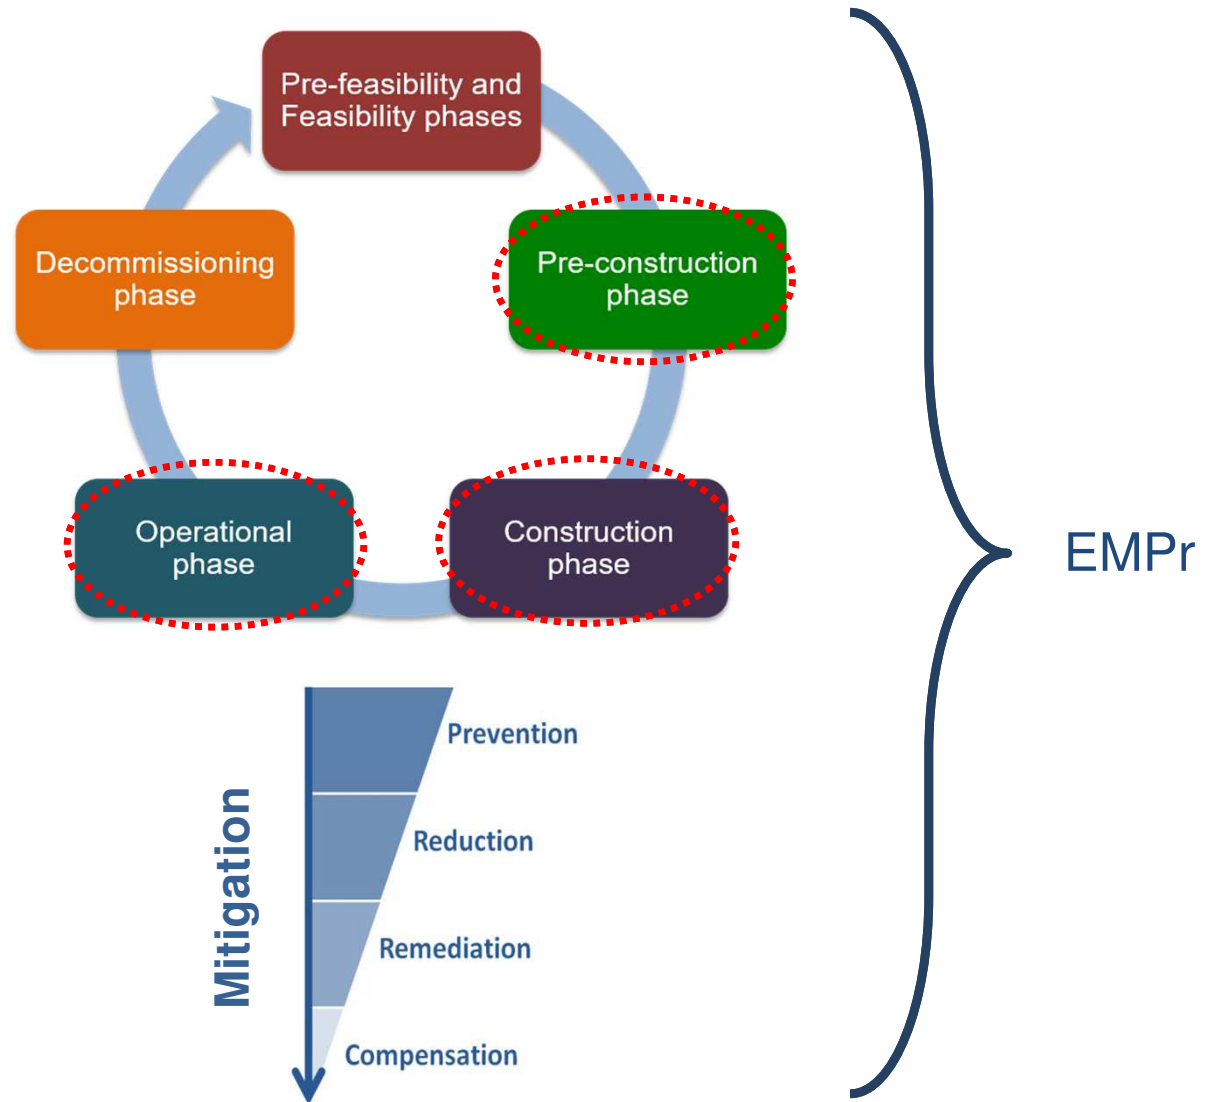 Pre-feasibility and
Feasibility phases
Decommissioning
phase
Pre-construction
phase
Operational
phase
Construction
phase
EMPr
Mitigation
Prevention
Reduction
Remediation
Compensation